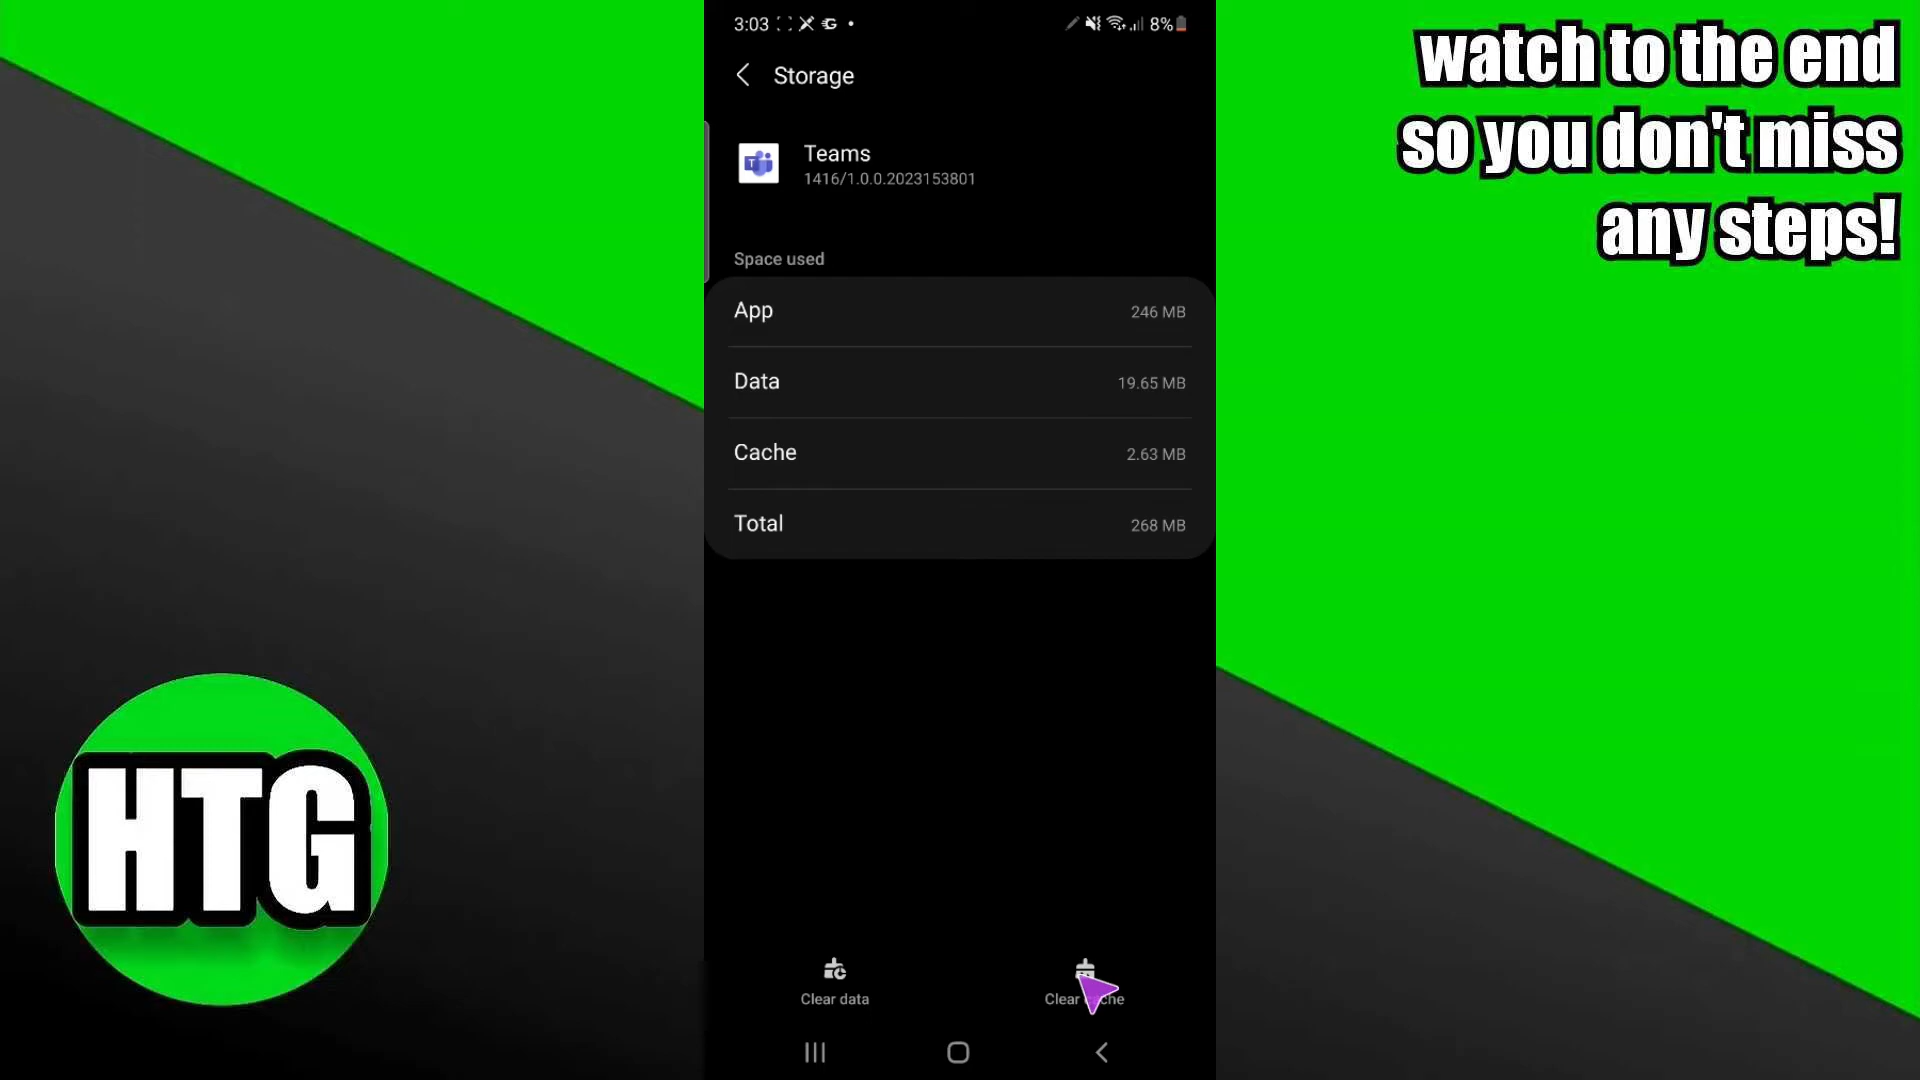 3:03
8%
Storage
Teams
1416/1.0.0.2023153801
Space used
App 246 MB
Data 19.65 MB
Cache 2.63 MB
Total 268 MB
Clear data
Clear cache
watch to the end
so you don't miss
any steps!
HTG